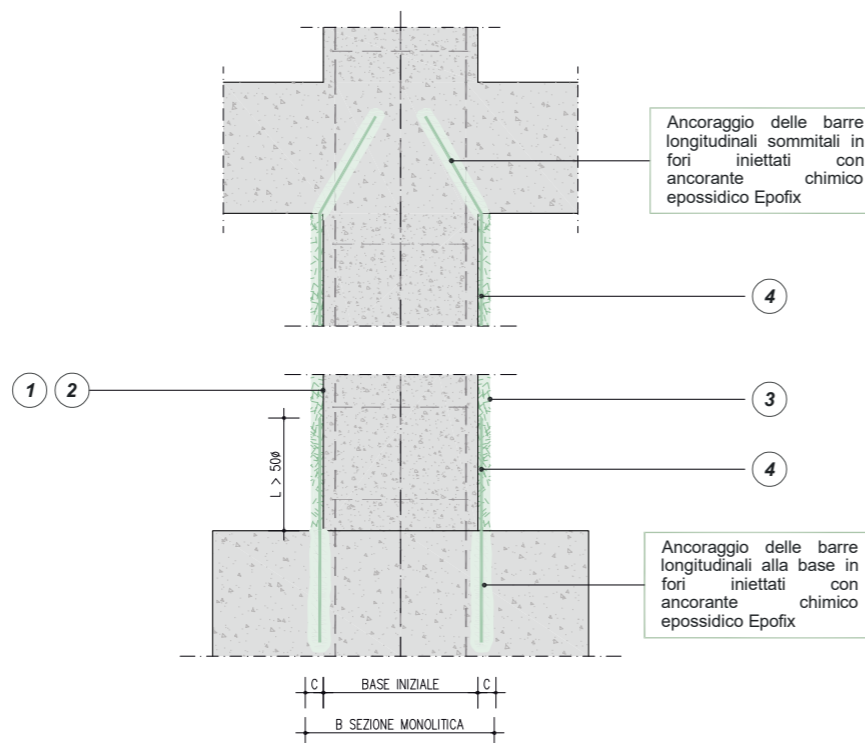 Ancoraggio delle barre
longitudinali sommitali in
fori iniettati con
ancorante chimico
epossidico Epofix
4
1 2
3
L > 50ø
4
Ancoraggio delle barre
longitudinali alla base in
fori iniettati con
ancorante chimico
epossidico Epofix
C BASE INIZIALE C
B SEZIONE MONOLITICA